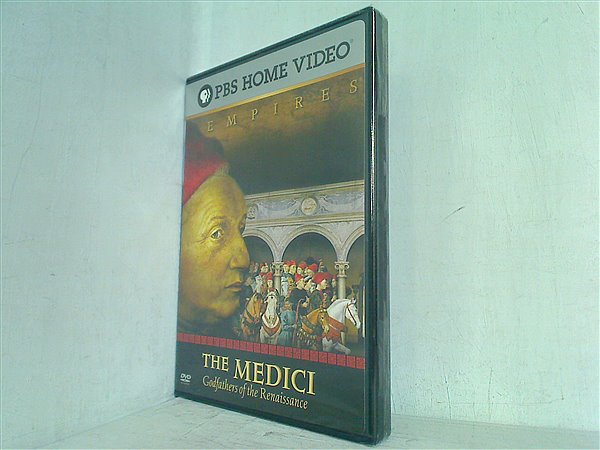 PBS HOME VIDEO
EMPIRES
THE MEDICI
Godfathers of the Renaissance
DVD